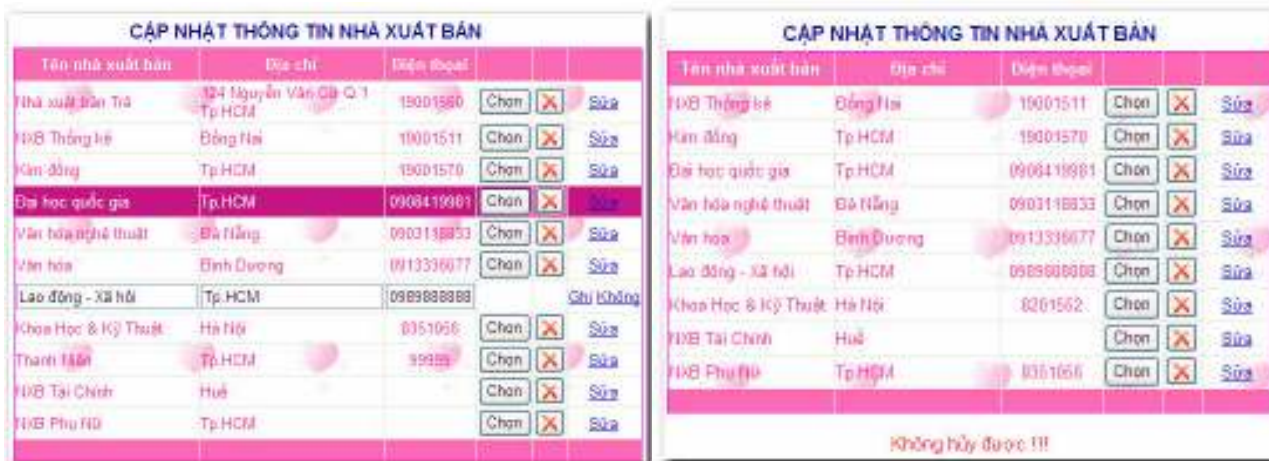 CẬP NHẬT THÔNG TIN NHÀ XUẤT BẢN
Tên nhà xuất bản Địa chỉ Điện thoại
Nhà xuất bản Trẻ 124 Nguyễn Văn Cừ Q.1 Tp.HCM 19001560 Chọn Sửa
NXB Thống kê Đồng Nai 19001511 Chọn Sửa
Kim đồng Tp.HCM 19001570 Chọn Sửa
Đại học quốc gia Tp.HCM 0908419981 Chọn Sửa
Văn hóa nghệ thuật Đà Nẵng 0903118833 Chọn Sửa
Văn hóa Bình Dương 0913336677 Chọn Sửa
Lao động - Xã hội Tp.HCM 0989888888 Ghi Không
Khoa Học & Kỹ Thuật Hà Nội 8351056 Chọn Sửa
Thanh Niên Tp.HCM 99999 Chọn Sửa
NXB Tài Chính Huế Chọn Sửa
NXB Phụ Nữ Tp.HCM Chọn Sửa
CẬP NHẬT THÔNG TIN NHÀ XUẤT BẢN
Tên nhà xuất bản Địa chỉ Điện thoại
NXB Thống kê Đồng Nai 19001511 Chọn Sửa
Kim đồng Tp.HCM 19001570 Chọn Sửa
Đại học quốc gia Tp.HCM 0908419981 Chọn Sửa
Văn hóa nghệ thuật Đà Nẵng 0903118833 Chọn Sửa
Văn hóa Bình Dương 0913336677 Chọn Sửa
Lao động - Xã hội Tp.HCM 0989888888 Chọn Sửa
Khoa Học & Kỹ Thuật Hà Nội 8201562 Chọn Sửa
NXB Tài Chính Huế Chọn Sửa
NXB Phụ Nữ Tp.HCM 8351056 Chọn Sửa
Không hủy được !!!